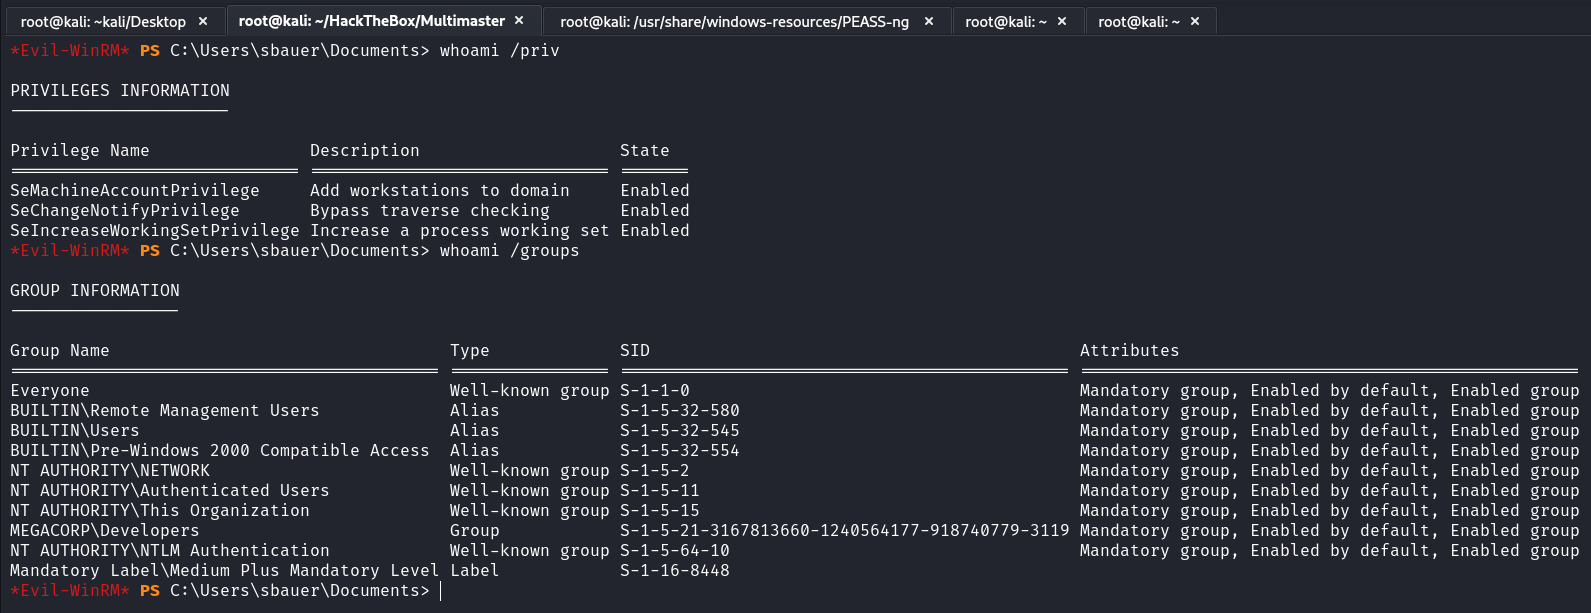 root@kali: ~kali/Desktop × root@kali: ~/HackTheBox/Multimaster × root@kali: /usr/share/windows-resources/PEASS-ng × root@kali: ~ × root@kali: ~ ×
*Evil-WinRM* PS C:\Users\sbauer\Documents> whoami /priv
PRIVILEGES INFORMATION
----------------------
Privilege Name Description State
============================= ============================== =======
SeMachineAccountPrivilege Add workstations to domain Enabled
SeChangeNotifyPrivilege Bypass traverse checking Enabled
SeIncreaseWorkingSetPrivilege Increase a process working set Enabled
*Evil-WinRM* PS C:\Users\sbauer\Documents> whoami /groups
GROUP INFORMATION
-----------------
Group Name Type SID Attributes
=========================================== ================ ============================================= ==================================================
Everyone Well-known group S-1-1-0 Mandatory group, Enabled by default, Enabled group
BUILTIN\Remote Management Users Alias S-1-5-32-580 Mandatory group, Enabled by default, Enabled group
BUILTIN\Users Alias S-1-5-32-545 Mandatory group, Enabled by default, Enabled group
BUILTIN\Pre-Windows 2000 Compatible Access Alias S-1-5-32-554 Mandatory group, Enabled by default, Enabled group
NT AUTHORITY\NETWORK Well-known group S-1-5-2 Mandatory group, Enabled by default, Enabled group
NT AUTHORITY\Authenticated Users Well-known group S-1-5-11 Mandatory group, Enabled by default, Enabled group
NT AUTHORITY\This Organization Well-known group S-1-5-15 Mandatory group, Enabled by default, Enabled group
MEGACORP\Developers Group S-1-5-21-3167813660-1240564177-918740779-3119 Mandatory group, Enabled by default, Enabled group
NT AUTHORITY\NTLM Authentication Well-known group S-1-5-64-10 Mandatory group, Enabled by default, Enabled group
Mandatory Label\Medium Plus Mandatory Level Label S-1-16-8448
*Evil-WinRM* PS C:\Users\sbauer\Documents>